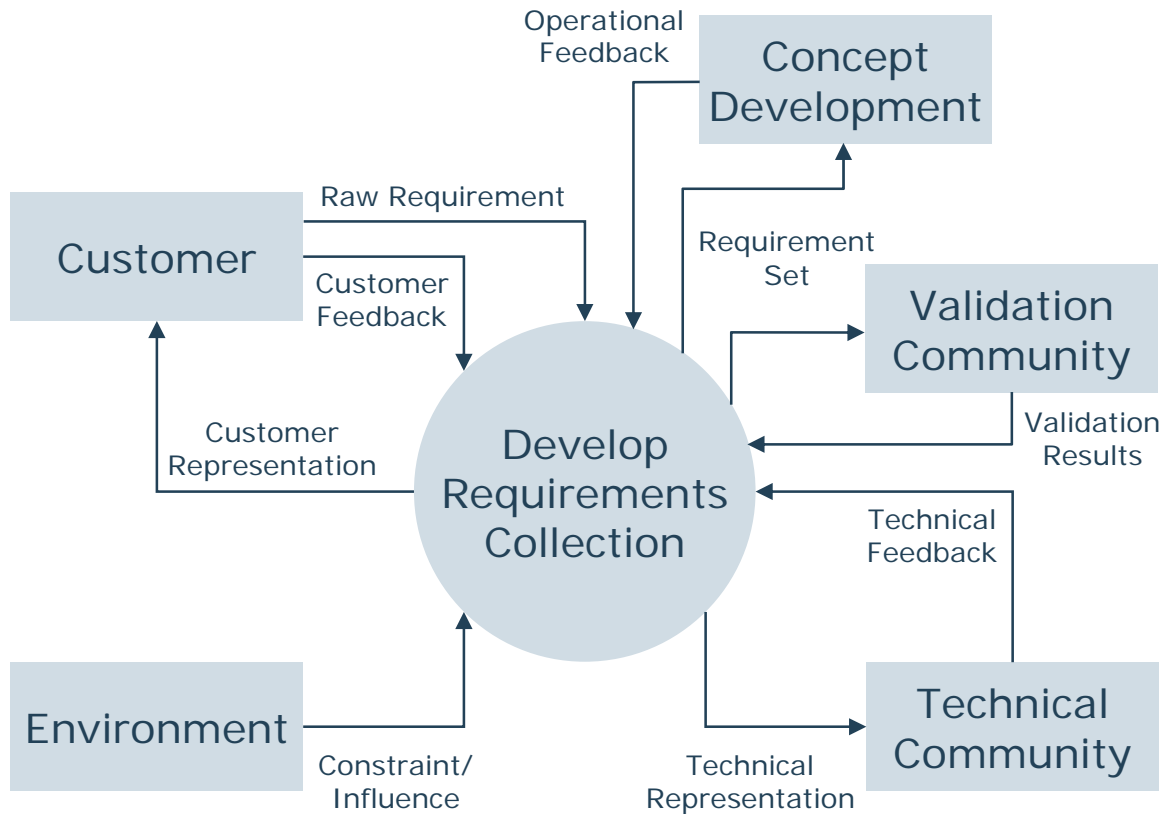 Operational
Feedback
Concept
Development
Raw Requirement
Customer
Customer
Feedback
Requirement
Set
Validation
Community
Validation
Results
Customer
Representation
Develop
Requirements
Collection
Technical
Feedback
Environment
Constraint/
Influence
Technical
Representation
Technical
Community